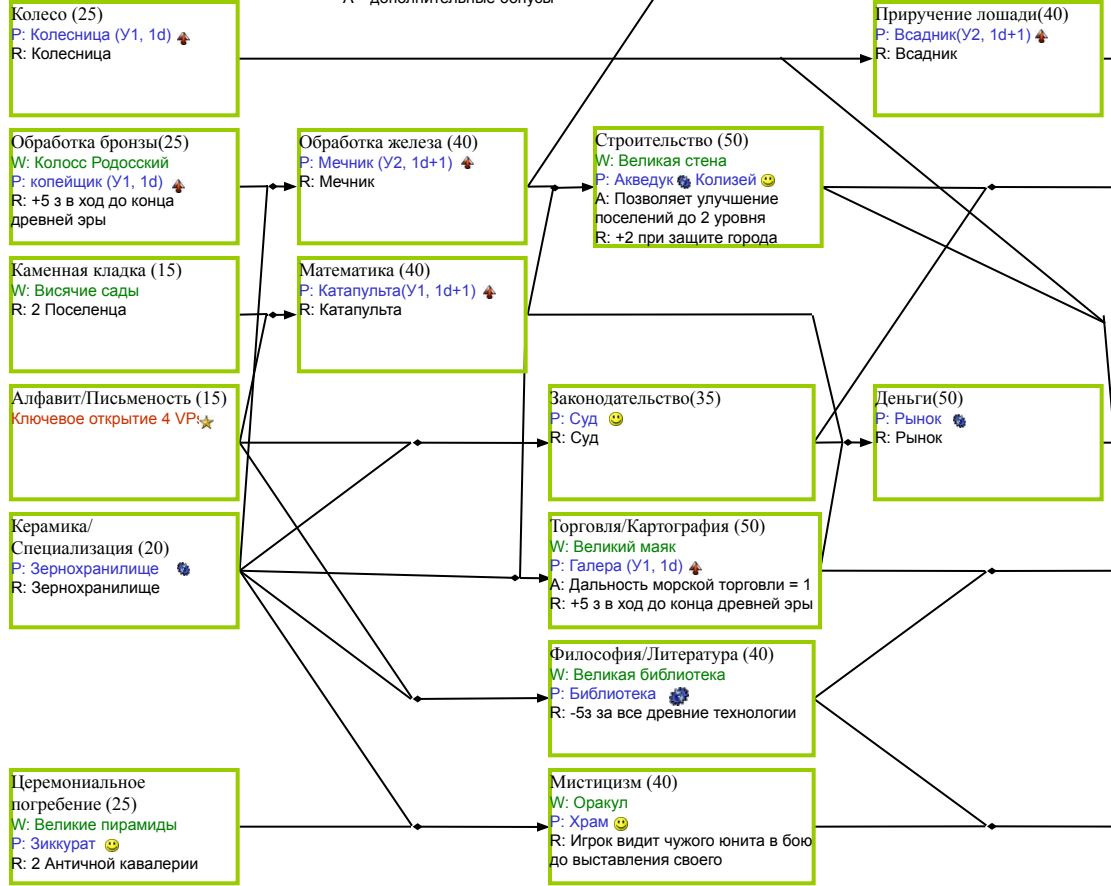 А – дополнительные бонусы
Колесо (25)
P: Колесница (У1, 1d)
R: Колесница
Приручение лошади(40)
P: Всадник(У2, 1d+1)
R: Всадник
Обработка бронзы(25)
W: Колосс Родосский
P: копейщик (У1, 1d)
R: +5 з в ход до конца
древней эры
Обработка железа (40)
P: Мечник (У2, 1d+1)
R: Мечник
Строительство (50)
W: Великая стена
P: Акведук Колизей
A: Позволяет улучшение
поселений до 2 уровня
R: +2 при защите города
Каменная кладка (15)
W: Висячие сады
R: 2 Поселенца
Математика (40)
P: Катапульта(У1, 1d+1)
R: Катапульта
Алфавит/Письменость (15)
Ключевое открытие 4 VPs
Законодательство(35)
P: Суд
R: Суд
Деньги(50)
P: Рынок
R: Рынок
Керамика/
Специализация (20)
P: Зернохранилище
R: Зернохранилище
Торговля/Картография (50)
W: Великий маяк
P: Галера (У1, 1d)
A: Дальность морской торговли = 1
R: +5 з в ход до конца древней эры
Философия/Литература (40)
W: Великая библиотека
P: Библиотека
R: -5з за все древние технологии
Церемониальное
погребение (25)
W: Великие пирамиды
P: Зиккурат
R: 2 Античной кавалерии
Мистицизм (40)
W: Оракул
P: Храм
R: Игрок видит чужого юнита в бою
до выставления своего